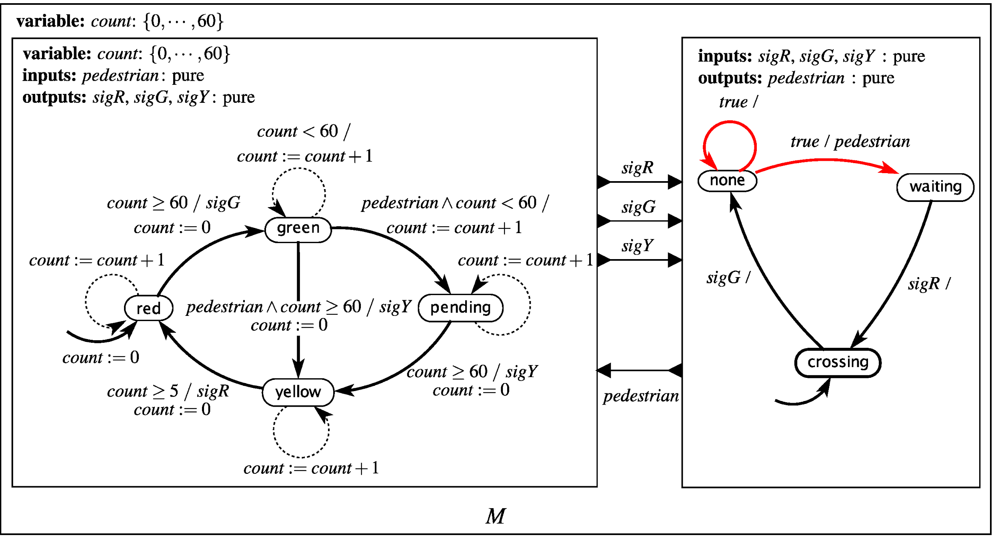 variable: count: {0, ··· , 60}
variable: count: {0, ··· , 60}
inputs: pedestrian: pure
outputs: sigR, sigG, sigY: pure
count < 60 /
count := count + 1
count ≥ 60 / sigG
count := 0
pedestrian ∧ count < 60 /
count := count + 1
green
count := count + 1
count := count + 1
red
pedestrian ∧ count ≥ 60 / sigY
count := 0
pending
count := 0
count ≥ 60 / sigY
count := 0
count ≥ 5 / sigR
count := 0
yellow
count := count + 1
sigR
sigG
sigY
pedestrian
inputs: sigR, sigG, sigY : pure
outputs: pedestrian : pure
true /
true / pedestrian
none
waiting
sigG /
sigR /
crossing
M